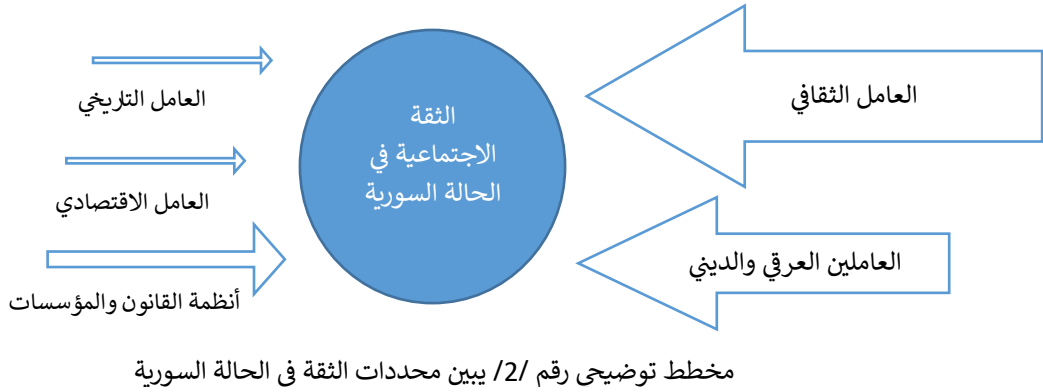 العامل الثقافي
العاملين العرقي والديني
الثقة
الاجتماعية في
الحالة السورية
العامل التاريخي
العامل الاقتصادي
أنظمة القانون والمؤسسات
مخطط توضيحي رقم /2/ يبين محددات الثقة في الحالة السورية